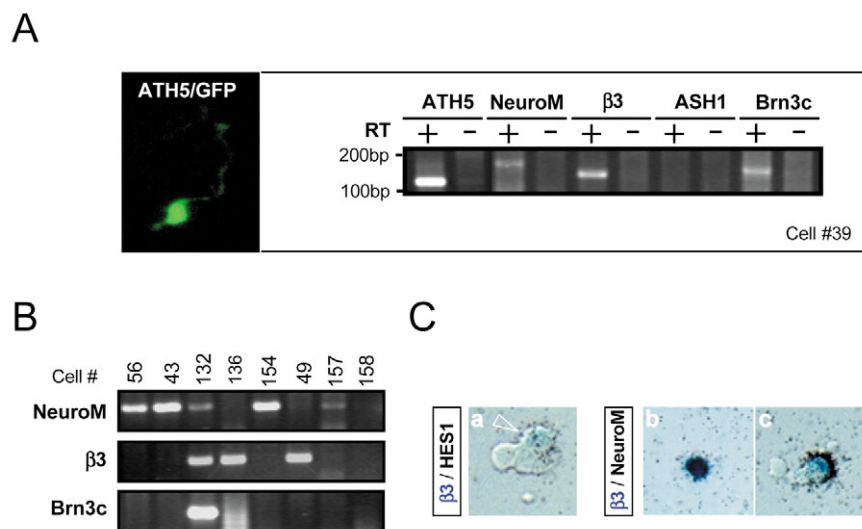 A
ATH5/GFP
ATH5 NeuroM β3 ASH1 Brn3c
RT + - + - + - + - + -
200bp
100bp
Cell #39
B
Cell # 56 43 132 136 154 49 157 158
NeuroM
β3
Brn3c
C
β3 / HES1
a
β3 / NeuroM
b
c